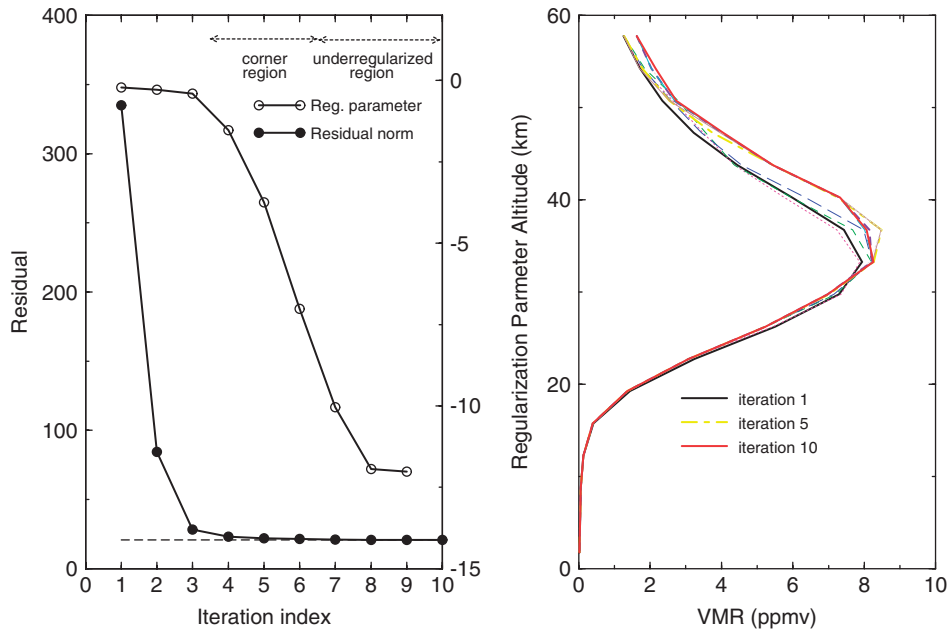 400
300
200
100
0
Residual
0
1
2
3
4
5
6
7
8
9
10
Iteration index
0
-5
-10
-15
corner
region
underregularized
region
Reg. parameter
Residual norm
Regularization Parmeter Altitude (km)
60
40
20
0
0
2
4
6
8
10
VMR (ppmv)
iteration 1
iteration 5
iteration 10